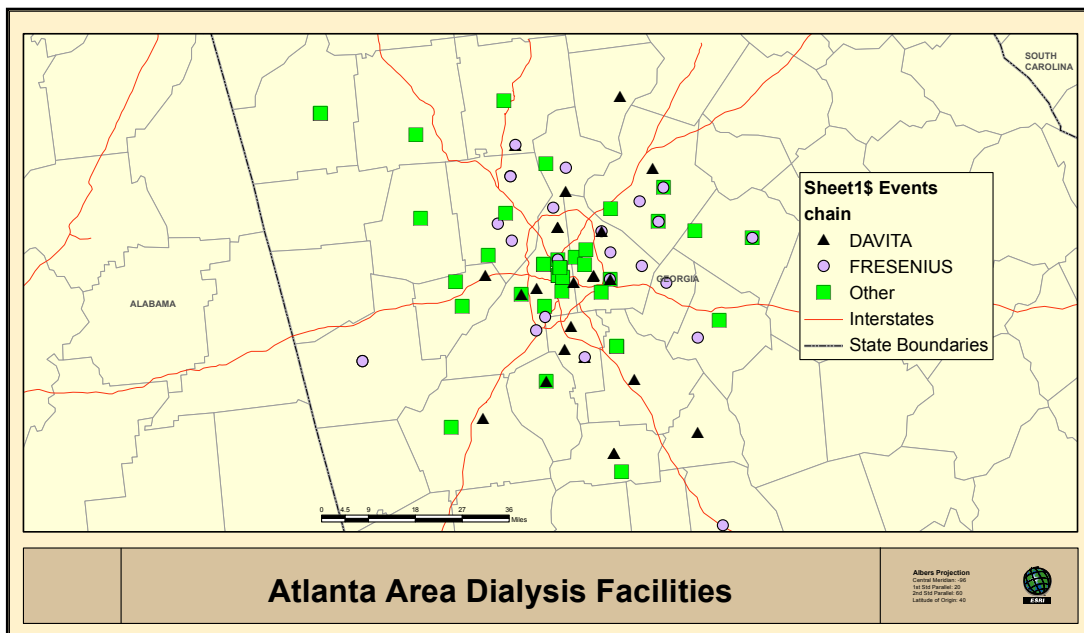 SOUTH
CAROLINA
Sheet1$ Events
chain
DAVITA
FRESENIUS
Other
Interstates
State Boundaries
GEORGIA
ALABAMA
0 4.5 9 18 27 36
Miles
Atlanta Area Dialysis Facilities
Albers Projection
Central Meridian: -96
1st Std Parallel: 20
2nd Std Parallel: 60
Latitude of Origin: 40
ESRI